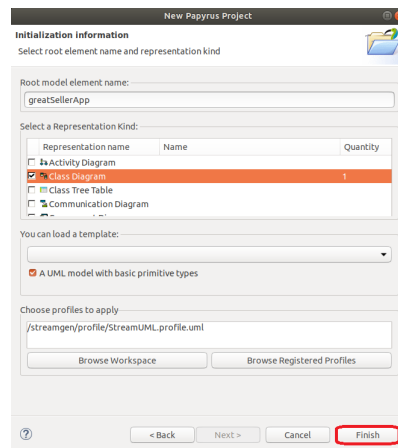 New Papyrus Project
Initialization information
Select root element name and representation kind
Root model element name:
greatSellerApp
Select a Representation Kind:
Representation name Name Quantity
Activity Diagram
Class Diagram 1
Class Tree Table
Communication Diagram
You can load a template:
A UML model with basic primitive types
Choose profiles to apply
/streamgen/profile/StreamUML.profile.uml
Browse Workspace Browse Registered Profiles
? < Back Next > Cancel Finish